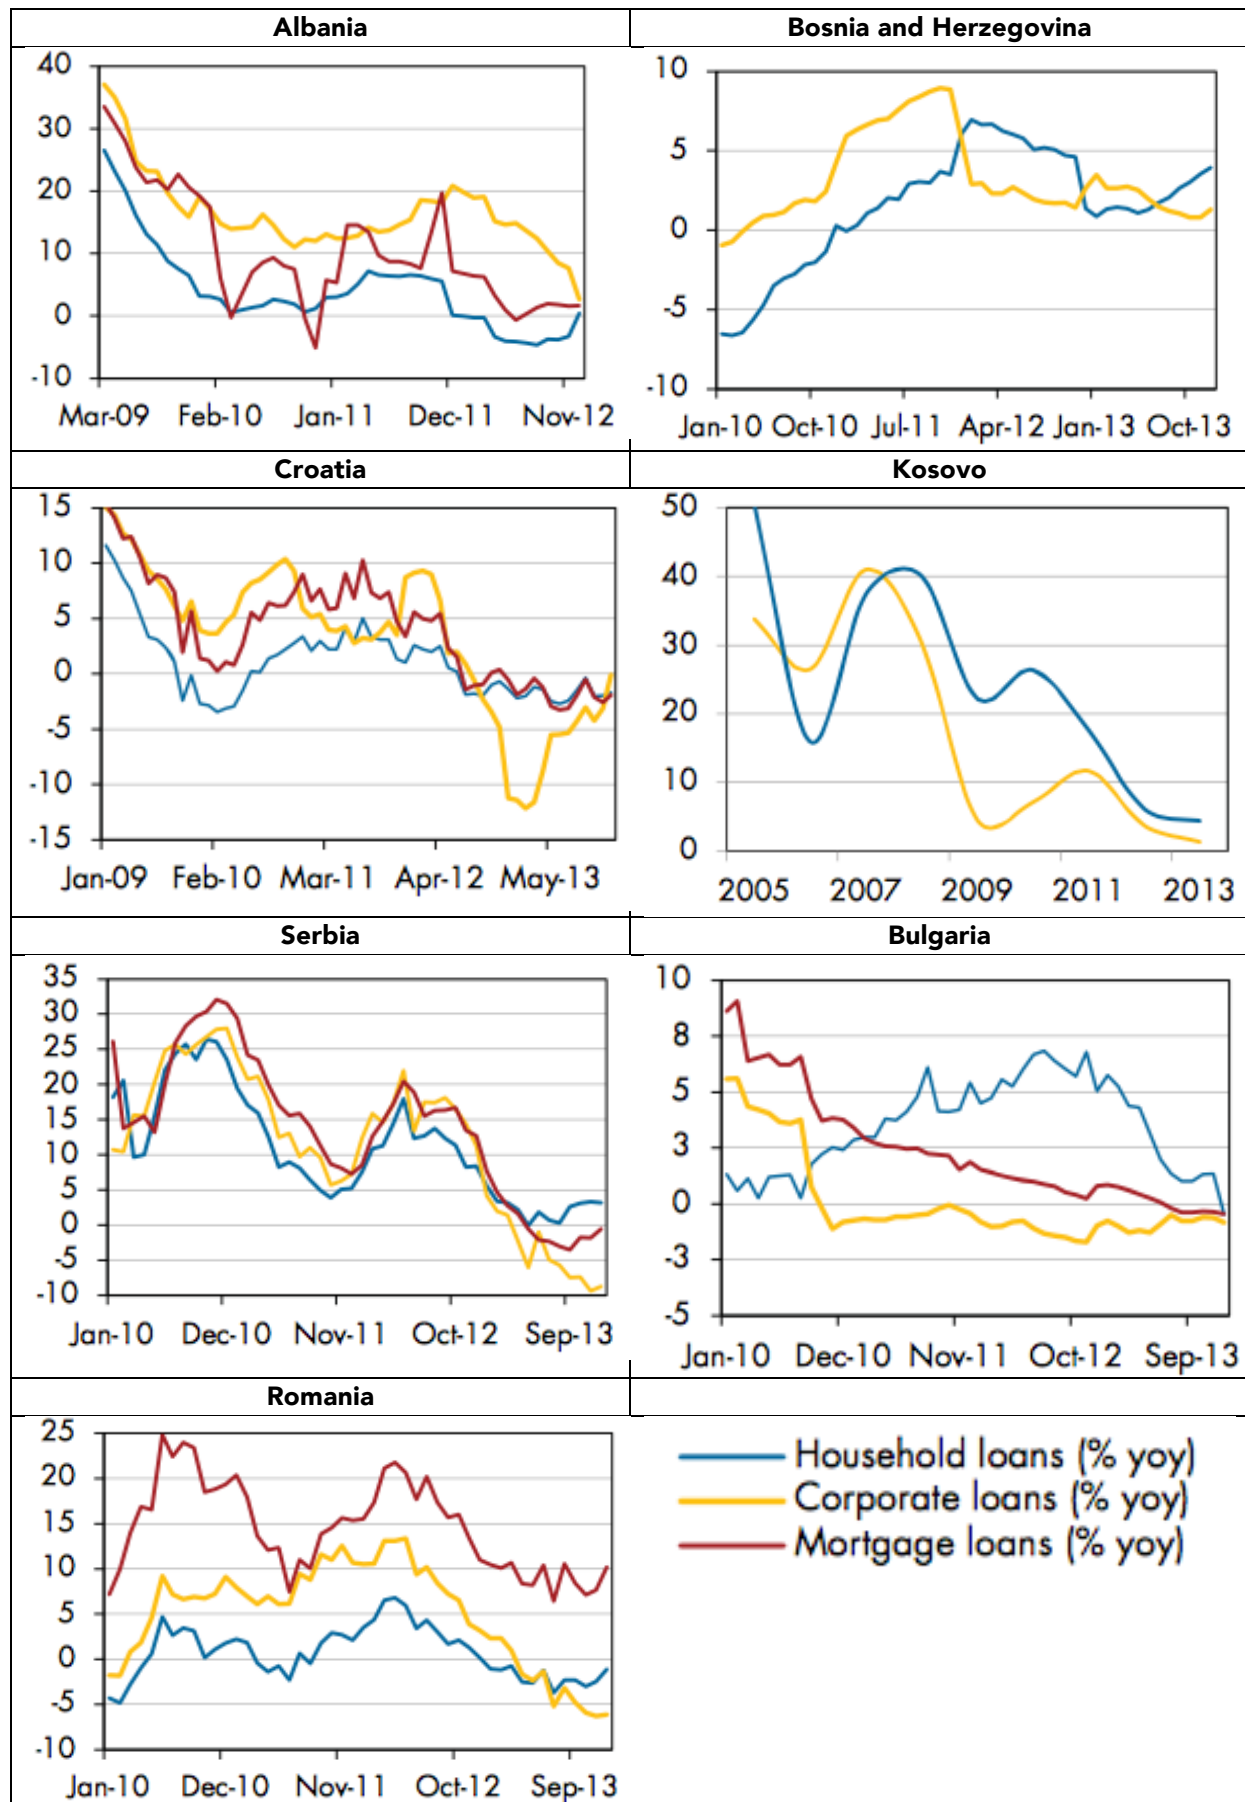 Albania
Bosnia and Herzegovina
40
30
20
10
0
-10
Mar-09 Feb-10 Jan-11 Dec-11 Nov-12
10
5
0
-5
-10
Jan-10 Oct-10 Jul-11 Apr-12 Jan-13 Oct-13
Croatia
Kosovo
15
10
5
0
-5
-10
-15
Jan-09 Feb-10 Mar-11 Apr-12 May-13
50
40
30
20
10
0
2005 2007 2009 2011 2013
Serbia
Bulgaria
35
30
25
20
15
10
5
0
-5
-10
Jan-10 Dec-10 Nov-11 Oct-12 Sep-13
10
8
5
3
0
-3
-5
Jan-10 Dec-10 Nov-11 Oct-12 Sep-13
Romania
25
20
15
10
5
0
-5
-10
Jan-10 Dec-10 Nov-11 Oct-12 Sep-13
Household loans (% yoy)
Corporate loans (% yoy)
Mortgage loans (% yoy)